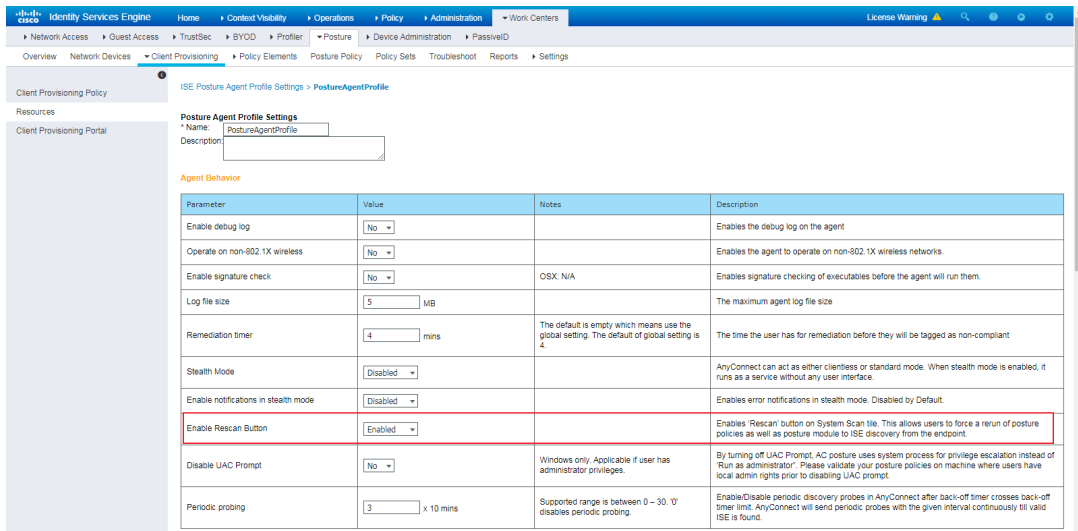 CISCO Identity Services Engine Home Context Visibility Operations Policy Administration Work Centers License Warning
Network Access Guest Access TrustSec BYOD Profiler Posture Device Administration PassiveID
Overview Network Devices Client Provisioning Policy Elements Posture Policy Policy Sets Troubleshoot Reports Settings
Client Provisioning Policy
Resources
Client Provisioning Portal
ISE Posture Agent Profile Settings > PostureAgentProfile
Posture Agent Profile Settings
* Name: PostureAgentProfile
Description:
Agent Behavior
Parameter Value Notes Description
Enable debug log No Enables the debug log on the agent
Operate on non-802.1X wireless No Enables the agent to operate on non-802.1X wireless networks.
Enable signature check No OSX: N/A Enables signature checking of executables before the agent will run them.
Log file size 5 MB The maximum agent log file size
Remediation timer 4 mins
The default is empty which means use the
global setting. The default of global setting is
4.
The time the user has for remediation before they will be tagged as non-compliant
Stealth Mode Disabled
AnyConnect can act as either clientless or standard mode. When stealth mode is enabled, it
runs as a service without any user interface.
Enable notifications in stealth mode Disabled Enables error notifications in stealth mode. Disabled by Default.
Enable Rescan Button Enabled
Enables 'Rescan' button on System Scan tile. This allows users to force a rerun of posture
policies as well as posture module to ISE discovery from the endpoint.
Disable UAC Prompt No
Windows only. Applicable if user has
administrator privileges.
By turning off UAC Prompt, AC posture uses system process for privilege escalation instead of
'Run as administrator". Please validate your posture policies on machine where users have
local admin rights prior to disabling UAC prompt.
Periodic probing 3 x 10 mins
Supported range is between 0 – 30. '0'
disables periodic probing.
Enable/Disable periodic discovery probes in AnyConnect after back-off timer crosses back-off
timer limit. AnyConnect will send periodic probes with the given interval continuously till valid
ISE is found.